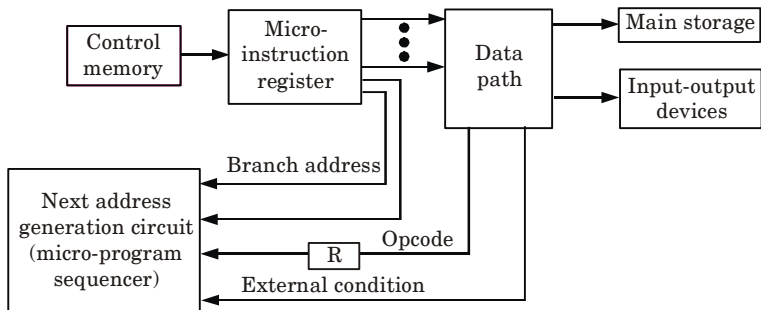 Control
memory
Micro-
instruction
register
Data
path
Main storage
Input-output
devices
Branch address
Next address
generation circuit
(micro-program
sequencer)
Opcode
R
External condition